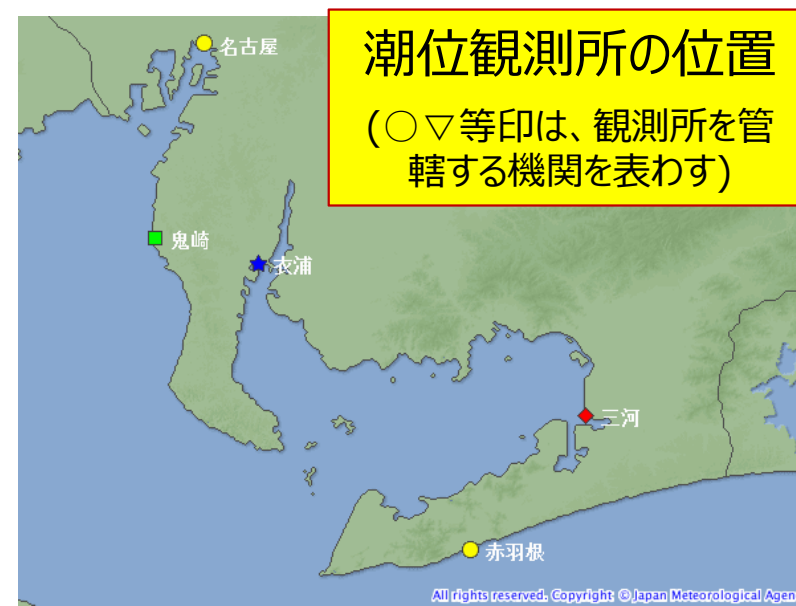 潮位観測所の位置
(○▽等印は、観測所を管
轄する機関を表わす)
名古屋
鬼崎
衣浦
三河
赤羽根
All rights reserved. Copyright © Japan Meteorological Agen